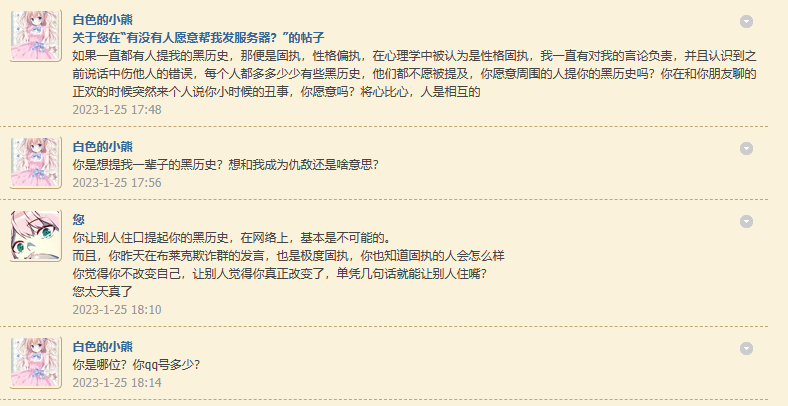 白色的小熊
关于您在“有没有人愿意帮我发服务器？”的帖子
如果一直都有人提我的黑历史，那便是固执，性格偏执，在心理学中被认为是性格固执，我一直有对我的言论负责，并且认识到之
前说话中伤他人的错误，每个人都多多少少有些黑历史，他们都不愿被提及，你愿意周围的人提你的黑历史吗？你在和你朋友聊的
正欢的时候突然来个人说你小时候的丑事，你愿意吗？将心比心，人是相互的
2023-1-25 17:48
白色的小熊
你是想提我一辈子的黑历史？想和我成为仇敌还是啥意思？
2023-1-25 17:56
您
你让别人住口提起你的黑历史，在网络上，基本是不可能的。
而且，你昨天在布莱克欺诈群的发言，也是极度固执，你也知道固执的人会怎么样
你觉得你不改变自己，让别人觉得你真正改变了，单凭几句话就能让别人住嘴？
您太天真了
2023-1-25 18:10
白色的小熊
你是哪位？你qq号多少？
2023-1-25 18:14